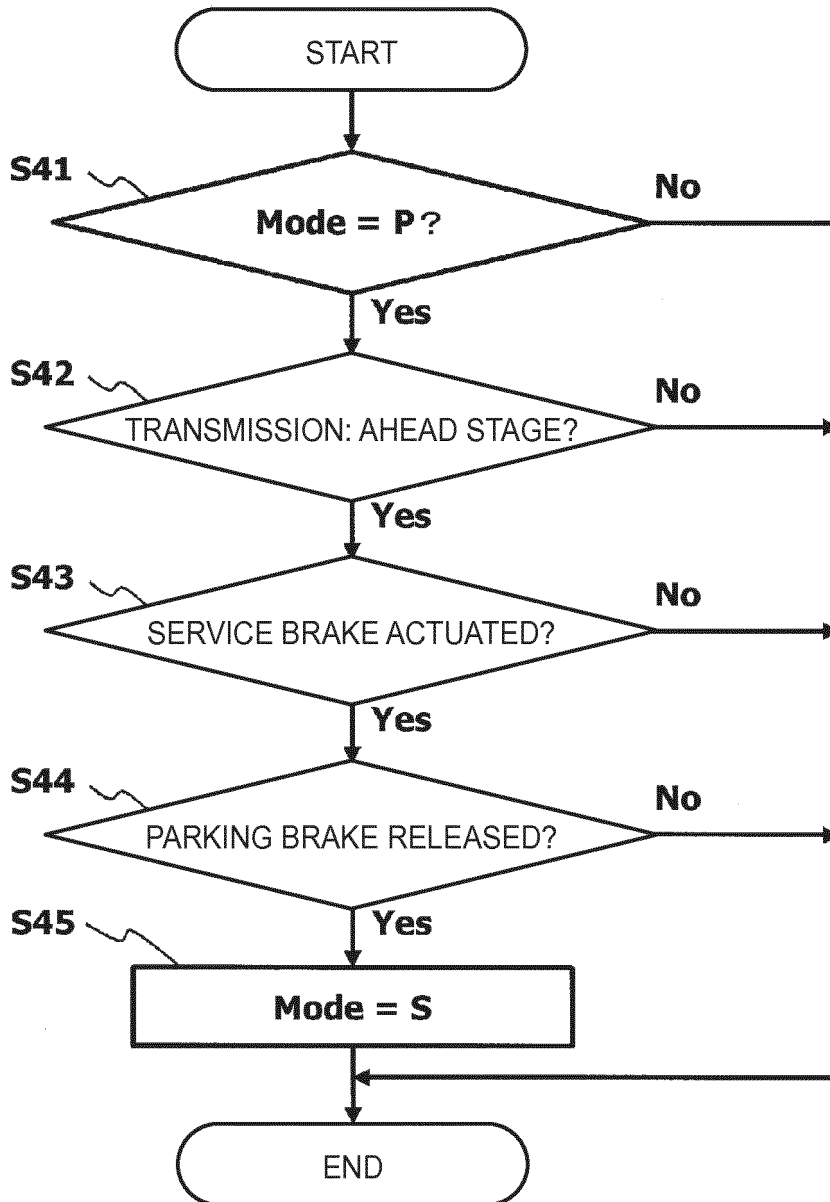 START
S41
Mode = P?
No
Yes
S42
TRANSMISSION: AHEAD STAGE?
No
Yes
S43
SERVICE BRAKE ACTUATED?
No
Yes
S44
PARKING BRAKE RELEASED?
No
Yes
S45
Mode = S
END